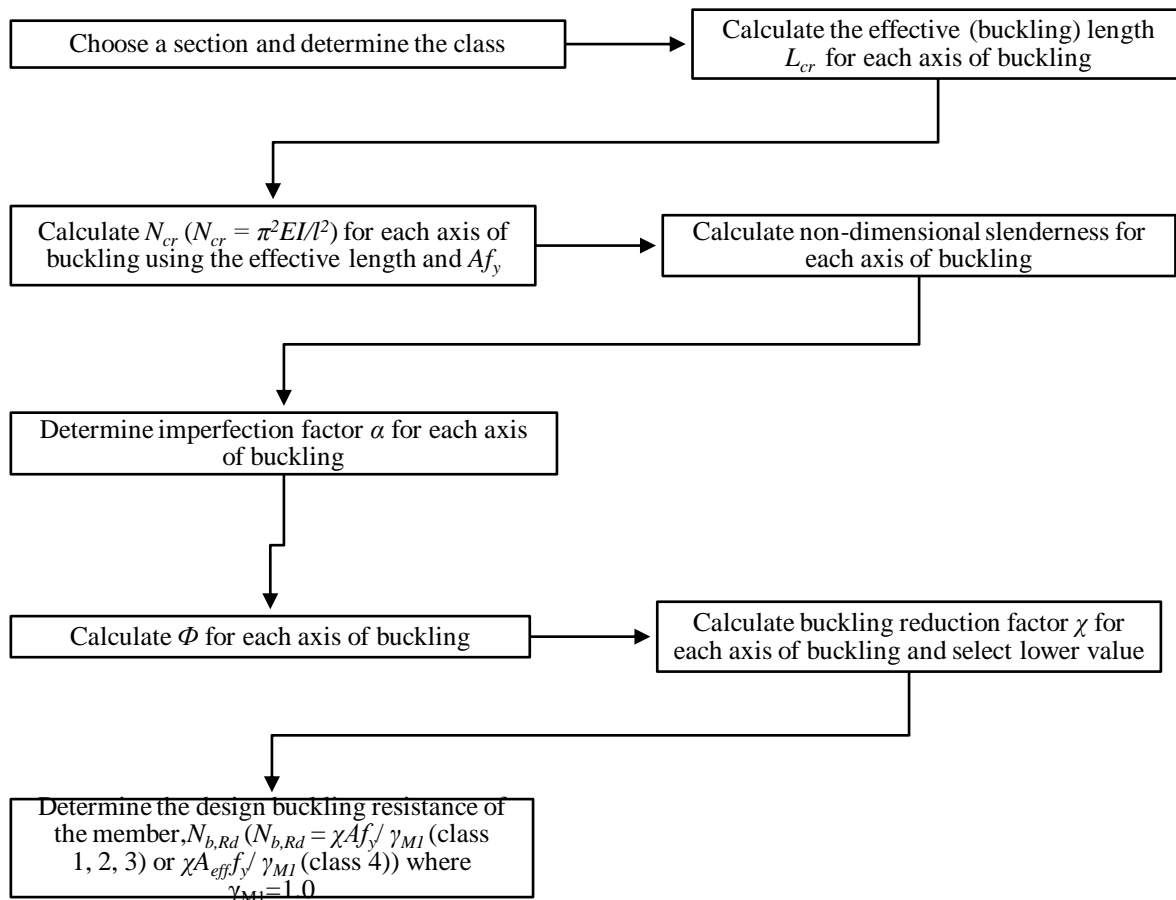 Choose a section and determine the class
Calculate the effective (buckling) length
L_cr for each axis of buckling
Calculate N_cr (N_cr = π²EI/l²) for each axis of
buckling using the effective length and Af_y
Calculate non-dimensional slenderness for
each axis of buckling
Determine imperfection factor α for each axis
of buckling
Calculate Φ for each axis of buckling
Calculate buckling reduction factor χ for
each axis of buckling and select lower value
Determine the design buckling resistance of
the member,N_b,Rd (N_b,Rd = χAf_y/ γ_M1 (class
1, 2, 3) or χA_eff f_y/ γ_M1 (class 4)) where
γ_M1=1.0